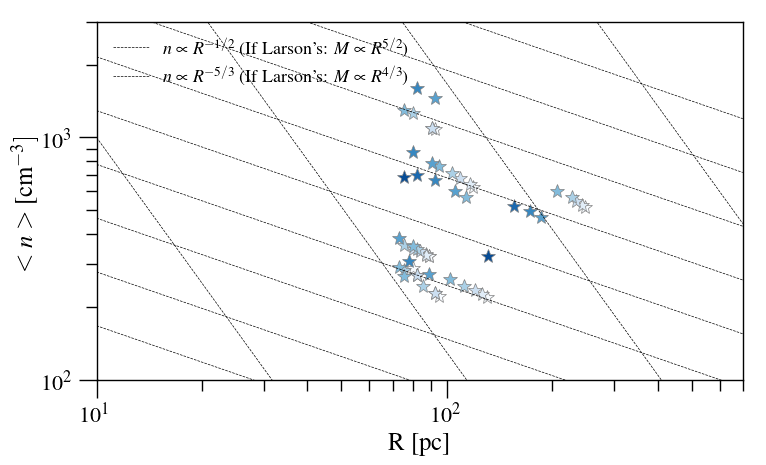 n ∝ R^{−1/2} (If Larson's: M ∝ R^{5/2})
n ∝ R^{−5/3} (If Larson's: M ∝ R^{4/3})
10^3
< n > [cm^{−3}]
10^2
10^1
10^2
R [pc]